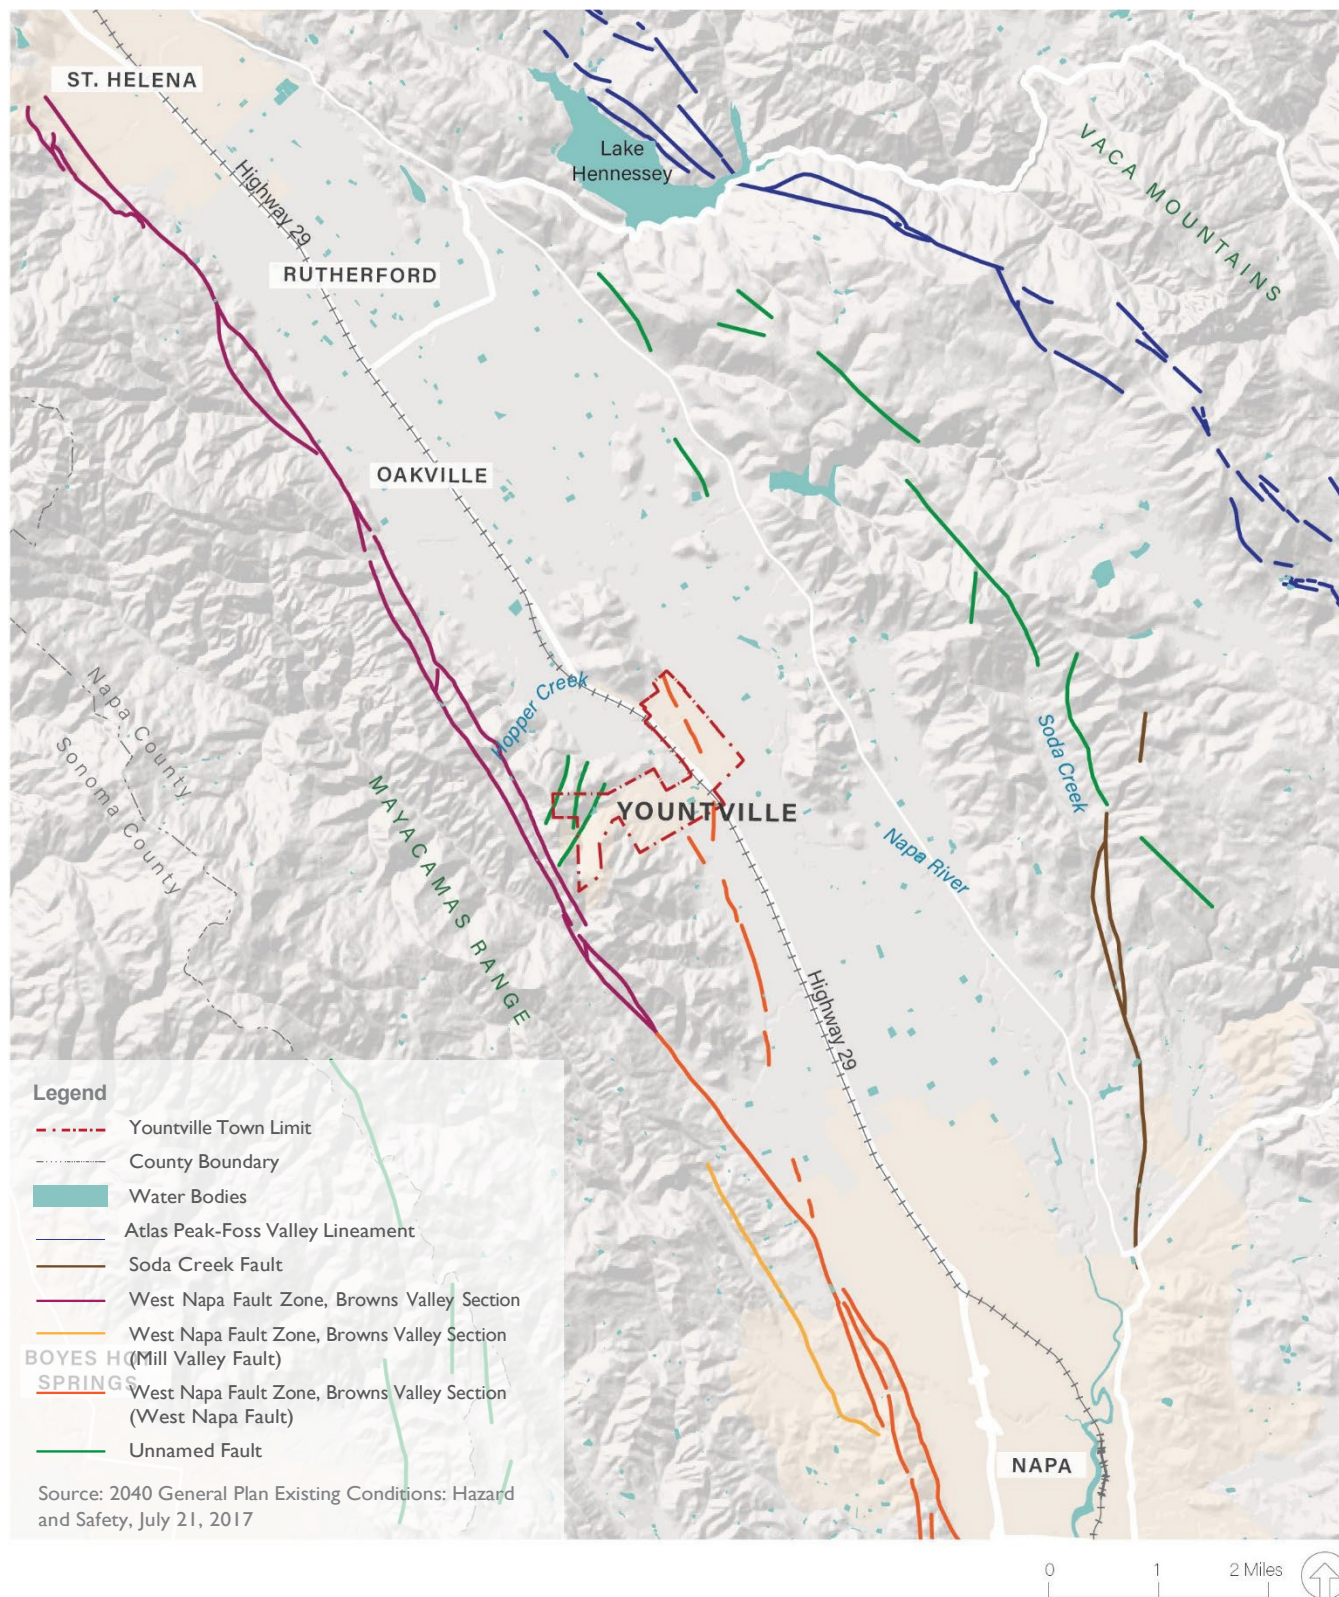 ST. HELENA
Lake
Hennessey
VACA MOUNTAINS
Highway 29
RUTHERFORD
OAKVILLE
Hopper Creek
Napa County
Sonoma County
Soda Creek
MAYACAMAS RANGE
YOUNTVILLE
Napa River
Highway 29
Legend
Yountville Town Limit
County Boundary
Water Bodies
Atlas Peak-Foss Valley Lineament
Soda Creek Fault
West Napa Fault Zone, Browns Valley Section
West Napa Fault Zone, Browns Valley Section
(Mill Valley Fault)
West Napa Fault Zone, Browns Valley Section
(West Napa Fault)
Unnamed Fault
BOYES HO
SPRINGS
NAPA
Source: 2040 General Plan Existing Conditions: Hazard
and Safety, July 21, 2017
0 1 2 Miles